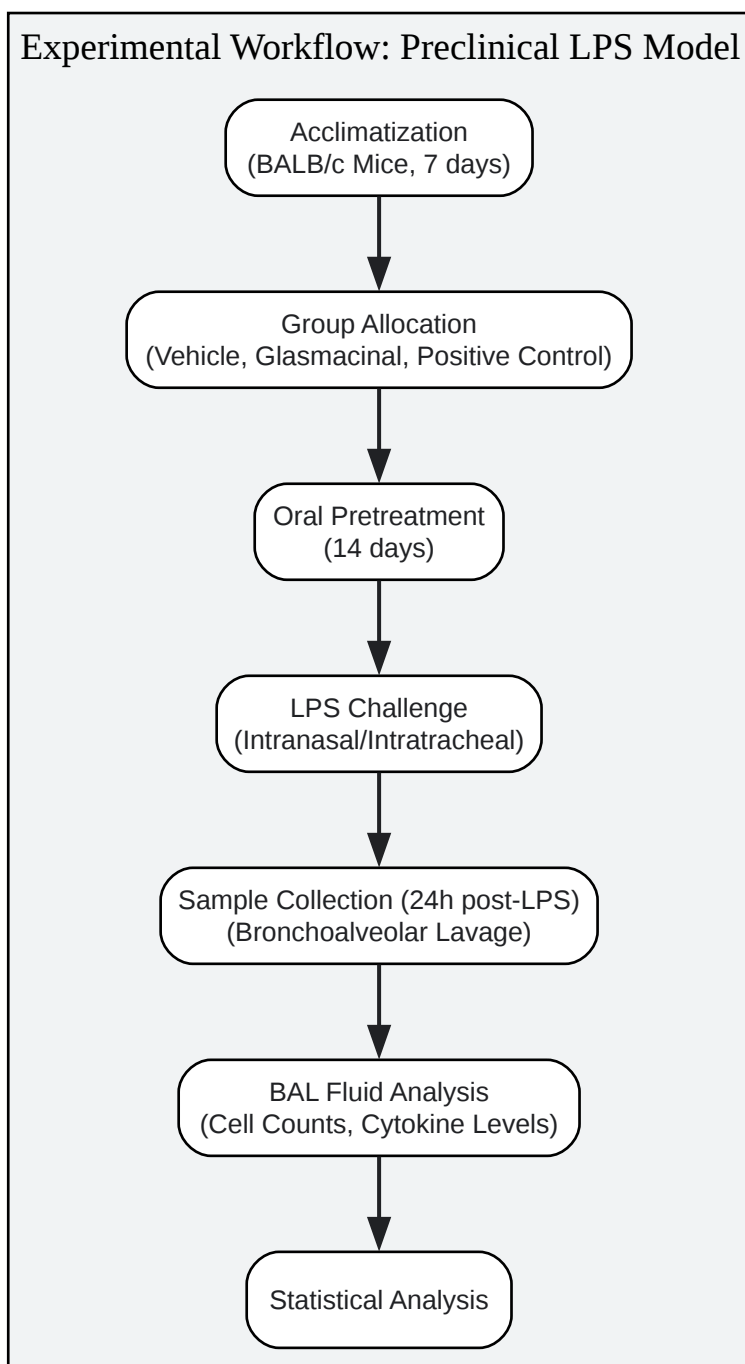 Experimental Workflow: Preclinical LPS Model
Acclimatization
(BALB/c Mice, 7 days)
Group Allocation
(Vehicle, Glasmacinal, Positive Control)
Oral Pretreatment
(14 days)
LPS Challenge
(Intranasal/Intratracheal)
Sample Collection (24h post-LPS)
(Bronchoalveolar Lavage)
BAL Fluid Analysis
(Cell Counts, Cytokine Levels)
Statistical Analysis